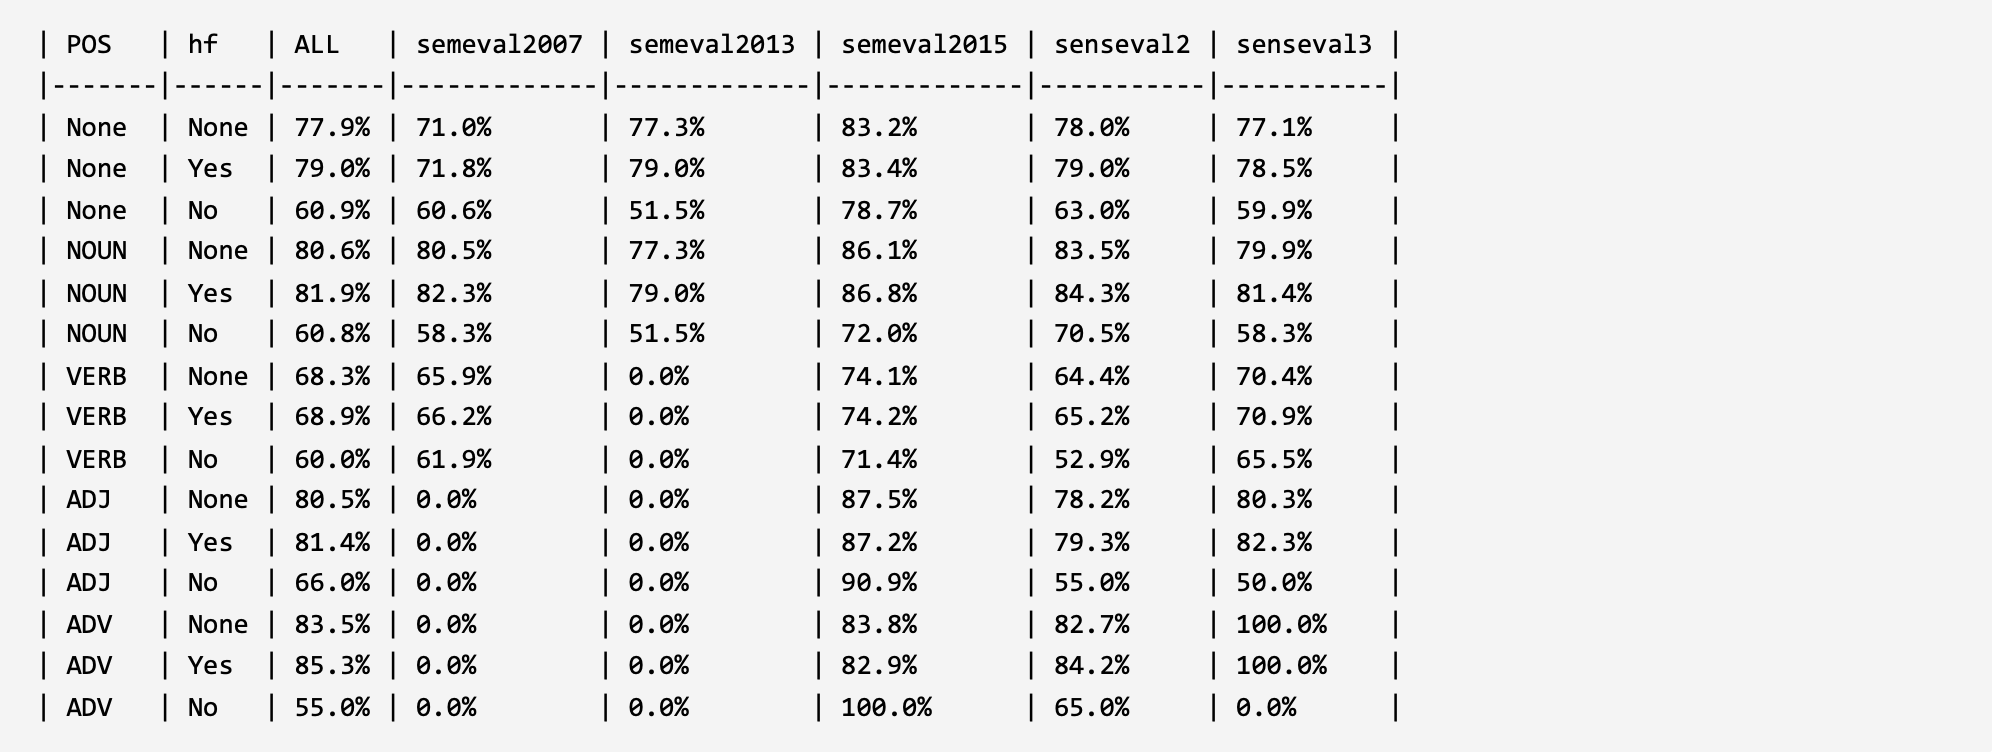 | POS   | hf   | ALL   | semeval2007 | semeval2013 | semeval2015 | senseval2 | senseval3 |
|-------|------|-------|-------------|-------------|-------------|-----------|-----------|
| None  | None | 77.9% | 71.0%       | 77.3%       | 83.2%       | 78.0%     | 77.1%     |
| None  | Yes  | 79.0% | 71.8%       | 79.0%       | 83.4%       | 79.0%     | 78.5%     |
| None  | No   | 60.9% | 60.6%       | 51.5%       | 78.7%       | 63.0%     | 59.9%     |
| NOUN  | None | 80.6% | 80.5%       | 77.3%       | 86.1%       | 83.5%     | 79.9%     |
| NOUN  | Yes  | 81.9% | 82.3%       | 79.0%       | 86.8%       | 84.3%     | 81.4%     |
| NOUN  | No   | 60.8% | 58.3%       | 51.5%       | 72.0%       | 70.5%     | 58.3%     |
| VERB  | None | 68.3% | 65.9%       | 0.0%        | 74.1%       | 64.4%     | 70.4%     |
| VERB  | Yes  | 68.9% | 66.2%       | 0.0%        | 74.2%       | 65.2%     | 70.9%     |
| VERB  | No   | 60.0% | 61.9%       | 0.0%        | 71.4%       | 52.9%     | 65.5%     |
| ADJ   | None | 80.5% | 0.0%        | 0.0%        | 87.5%       | 78.2%     | 80.3%     |
| ADJ   | Yes  | 81.4% | 0.0%        | 0.0%        | 87.2%       | 79.3%     | 82.3%     |
| ADJ   | No   | 66.0% | 0.0%        | 0.0%        | 90.9%       | 55.0%     | 50.0%     |
| ADV   | None | 83.5% | 0.0%        | 0.0%        | 83.8%       | 82.7%     | 100.0%    |
| ADV   | Yes  | 85.3% | 0.0%        | 0.0%        | 82.9%       | 84.2%     | 100.0%    |
| ADV   | No   | 55.0% | 0.0%        | 0.0%        | 100.0%      | 65.0%     | 0.0%      |